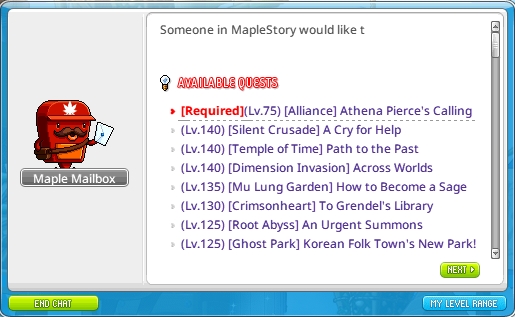 Someone in MapleStory would like t
AVAILABLE QUESTS
[Required](Lv.75) [Alliance] Athena Pierce's Calling
(Lv.140) [Silent Crusade] A Cry for Help
(Lv.140) [Temple of Time] Path to the Past
(Lv.140) [Dimension Invasion] Across Worlds
(Lv.135) [Mu Lung Garden] How to Become a Sage
(Lv.130) [Crimsonheart] To Grendel's Library
(Lv.125) [Root Abyss] An Urgent Summons
(Lv.125) [Ghost Park] Korean Folk Town's New Park!
Maple Mailbox
NEXT
END CHAT
MY LEVEL RANGE